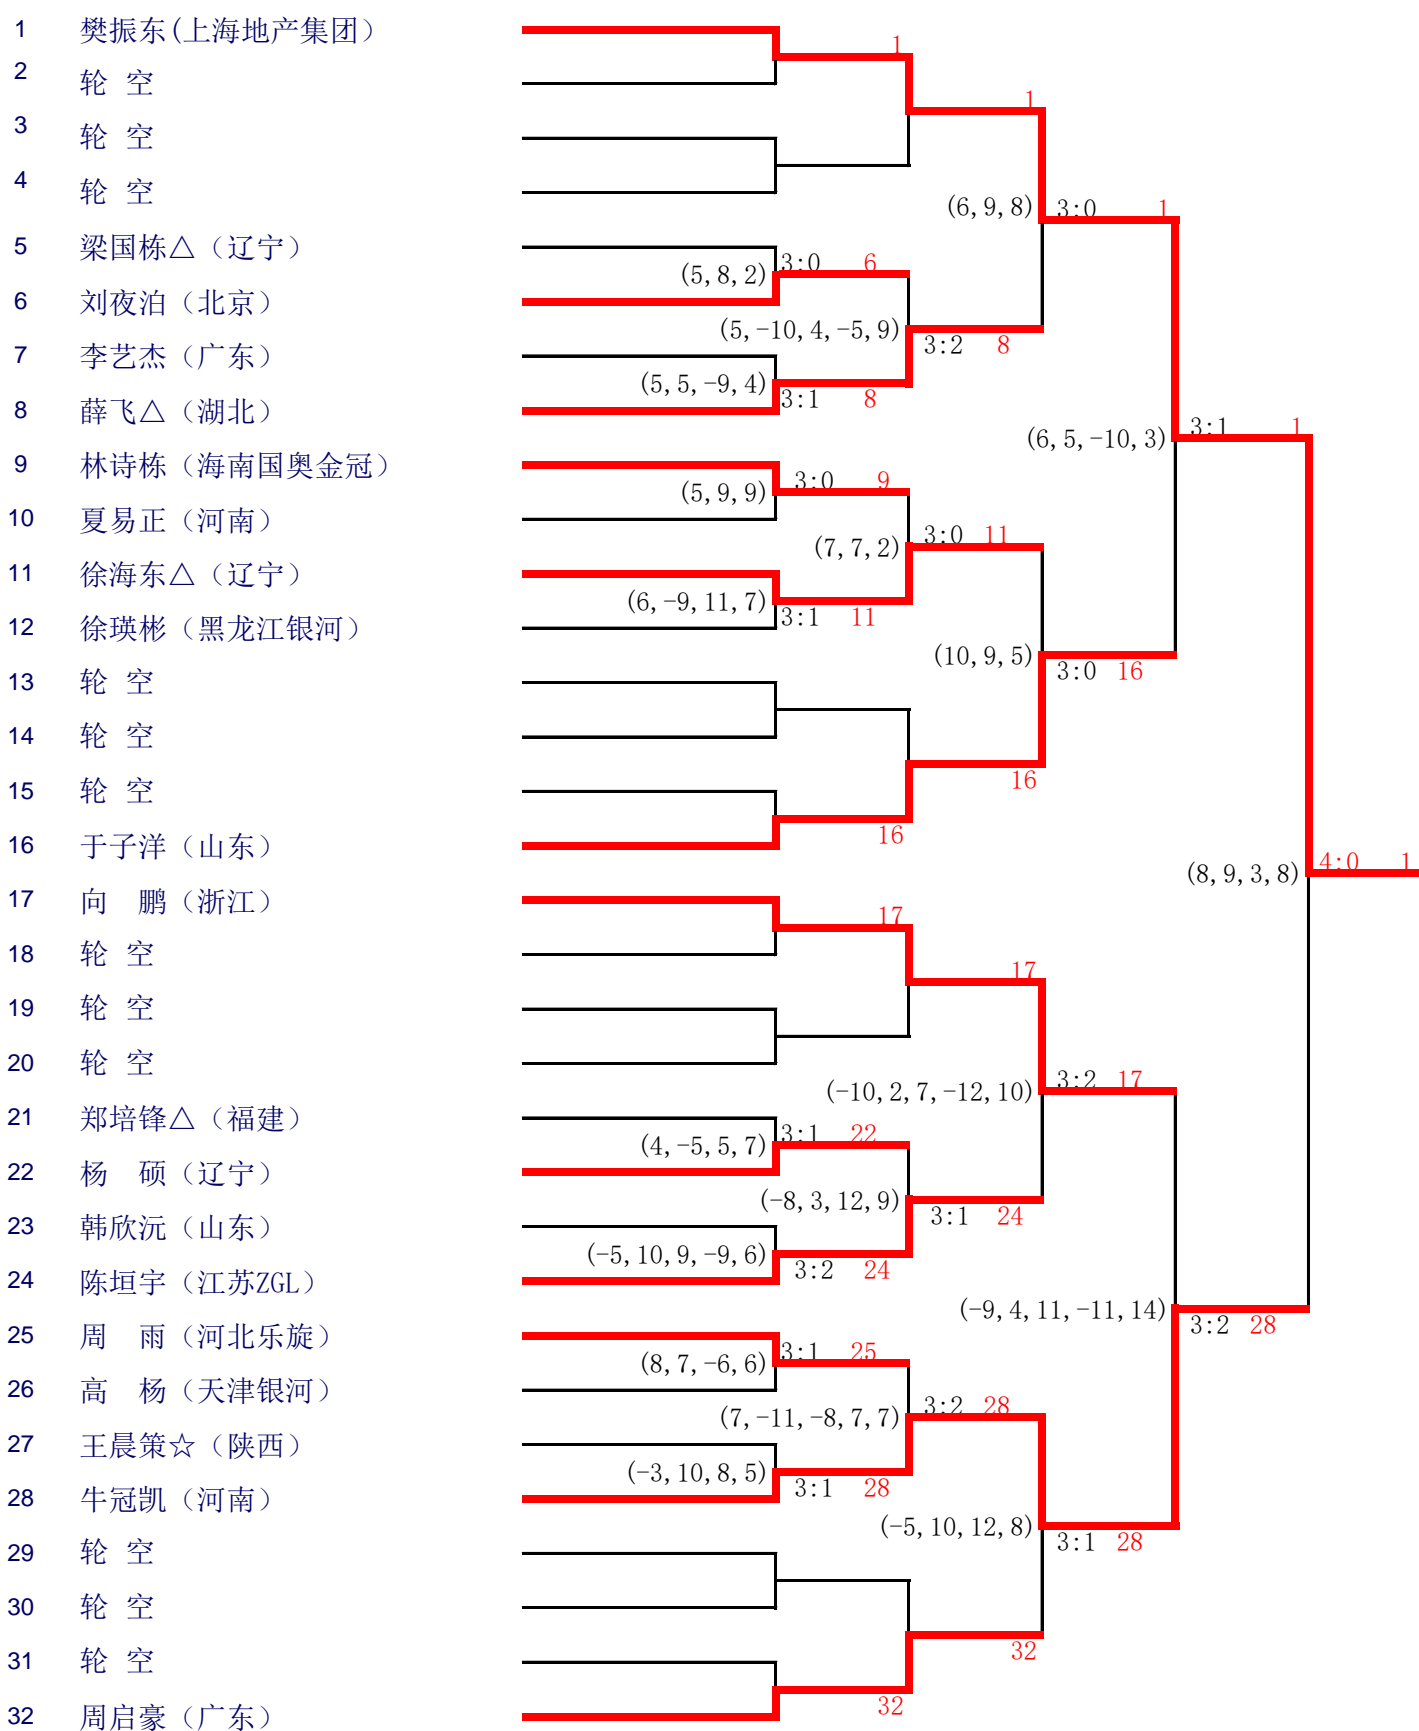 1 樊振东(上海地产集团）
1
2 轮 空
1
3 轮 空
4 轮 空
(6,9,8) 3:0 1
5 梁国栋△（辽宁）
(5,8,2) 3:0 6
6 刘夜泊（北京）
(5,-10,4,-5,9) 3:2 8
7 李艺杰（广东）
(5,5,-9,4) 3:1 8
8 薛飞△（湖北）
(6,5,-10,3) 3:1 1
9 林诗栋（海南国奥金冠）
(5,9,9) 3:0 9
10 夏易正（河南）
(7,7,2) 3:0 11
11 徐海东△（辽宁）
(6,-9,11,7) 3:1 11
12 徐瑛彬（黑龙江银河）
(10,9,5) 3:0 16
13 轮 空
14 轮 空
16
15 轮 空
16
16 于子洋（山东）
(8,9,3,8) 4:0 1
17 向 鹏（浙江）
17
18 轮 空
17
19 轮 空
20 轮 空
(-10,2,7,-12,10) 3:2 17
21 郑培锋△（福建）
(4,-5,5,7) 3:1 22
22 杨 硕（辽宁）
(-8,3,12,9) 3:1 24
23 韩欣沅（山东）
(-5,10,9,-9,6) 3:2 24
24 陈垣宇（江苏ZGL）
(-9,4,11,-11,14) 3:2 28
25 周 雨（河北乐旋）
(8,7,-6,6) 3:1 25
26 高 杨（天津银河）
(7,-11,-8,7,7) 3:2 28
27 王晨策☆（陕西）
(-3,10,8,5) 3:1 28
28 牛冠凯（河南）
(-5,10,12,8) 3:1 28
29 轮 空
30 轮 空
32
31 轮 空
32
32 周启豪（广东）